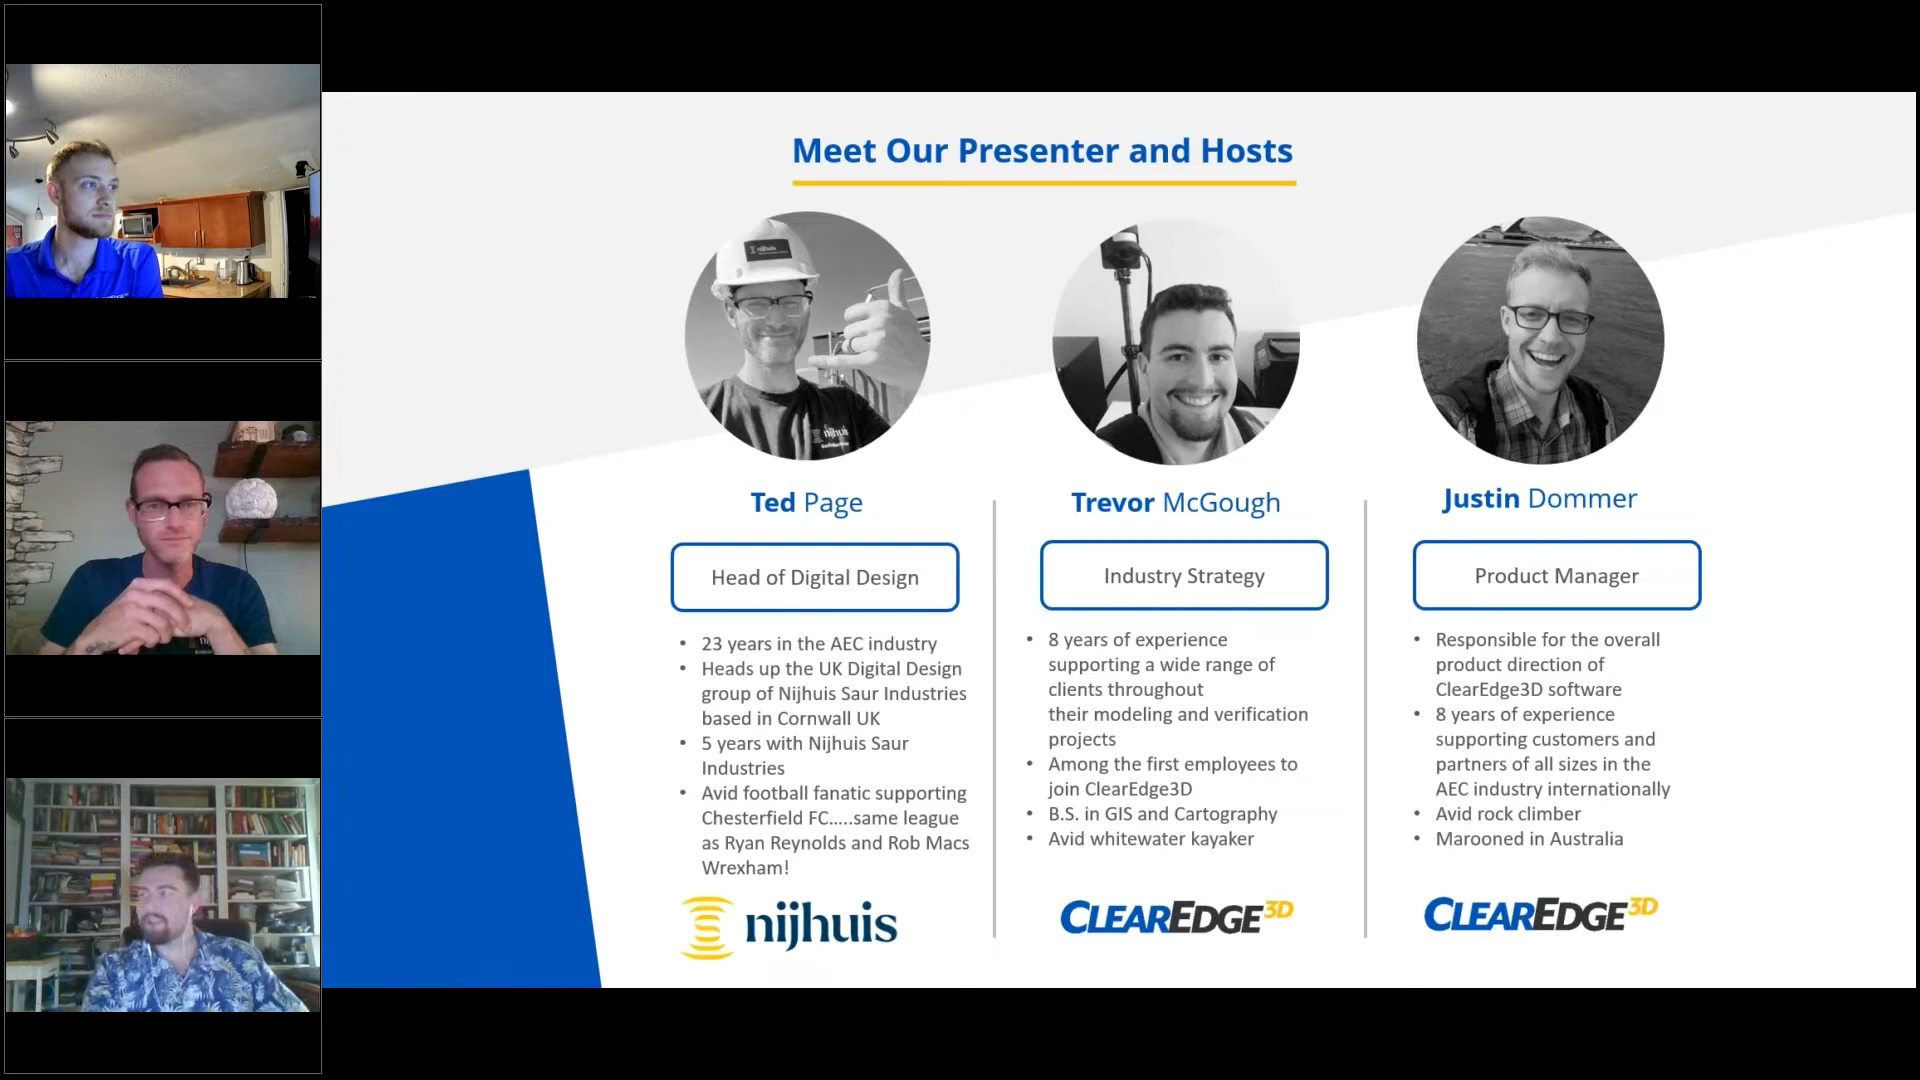 Meet Our Presenter and Hosts
nijhuis
nijhuis
Ted Page
Head of Digital Design
• 23 years in the AEC industry
• Heads up the UK Digital Design
group of Nijhuis Saur Industries
based in Cornwall UK
• 5 years with Nijhuis Saur
Industries
• Avid football fanatic supporting
Chesterfield FC.....same league
as Ryan Reynolds and Rob Macs
Wrexham!
nijhuis
Trevor McGough
Industry Strategy
• 8 years of experience
supporting a wide range of
clients throughout
their modeling and verification
projects
• Among the first employees to
join ClearEdge3D
• B.S. in GIS and Cartography
• Avid whitewater kayaker
CLEAREDGE3D
Justin Dommer
Product Manager
• Responsible for the overall
product direction of
ClearEdge3D software
• 8 years of experience
supporting customers and
partners of all sizes in the
AEC industry internationally
• Avid rock climber
• Marooned in Australia
CLEAREDGE3D